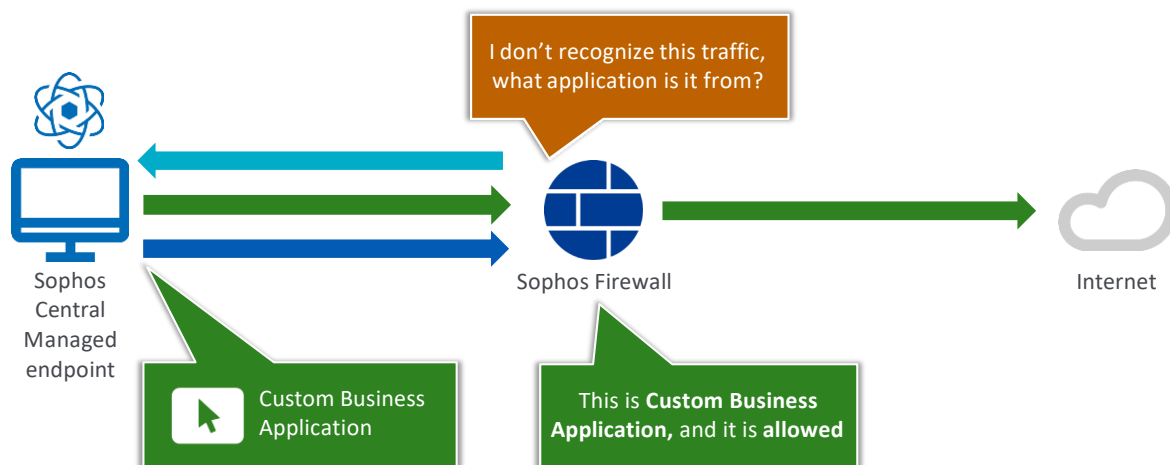 I don’t recognize this traffic,
what application is it from?
Sophos
Central
Managed
endpoint
Sophos Firewall
Internet
Custom Business
Application
This is Custom Business
Application, and it is allowed